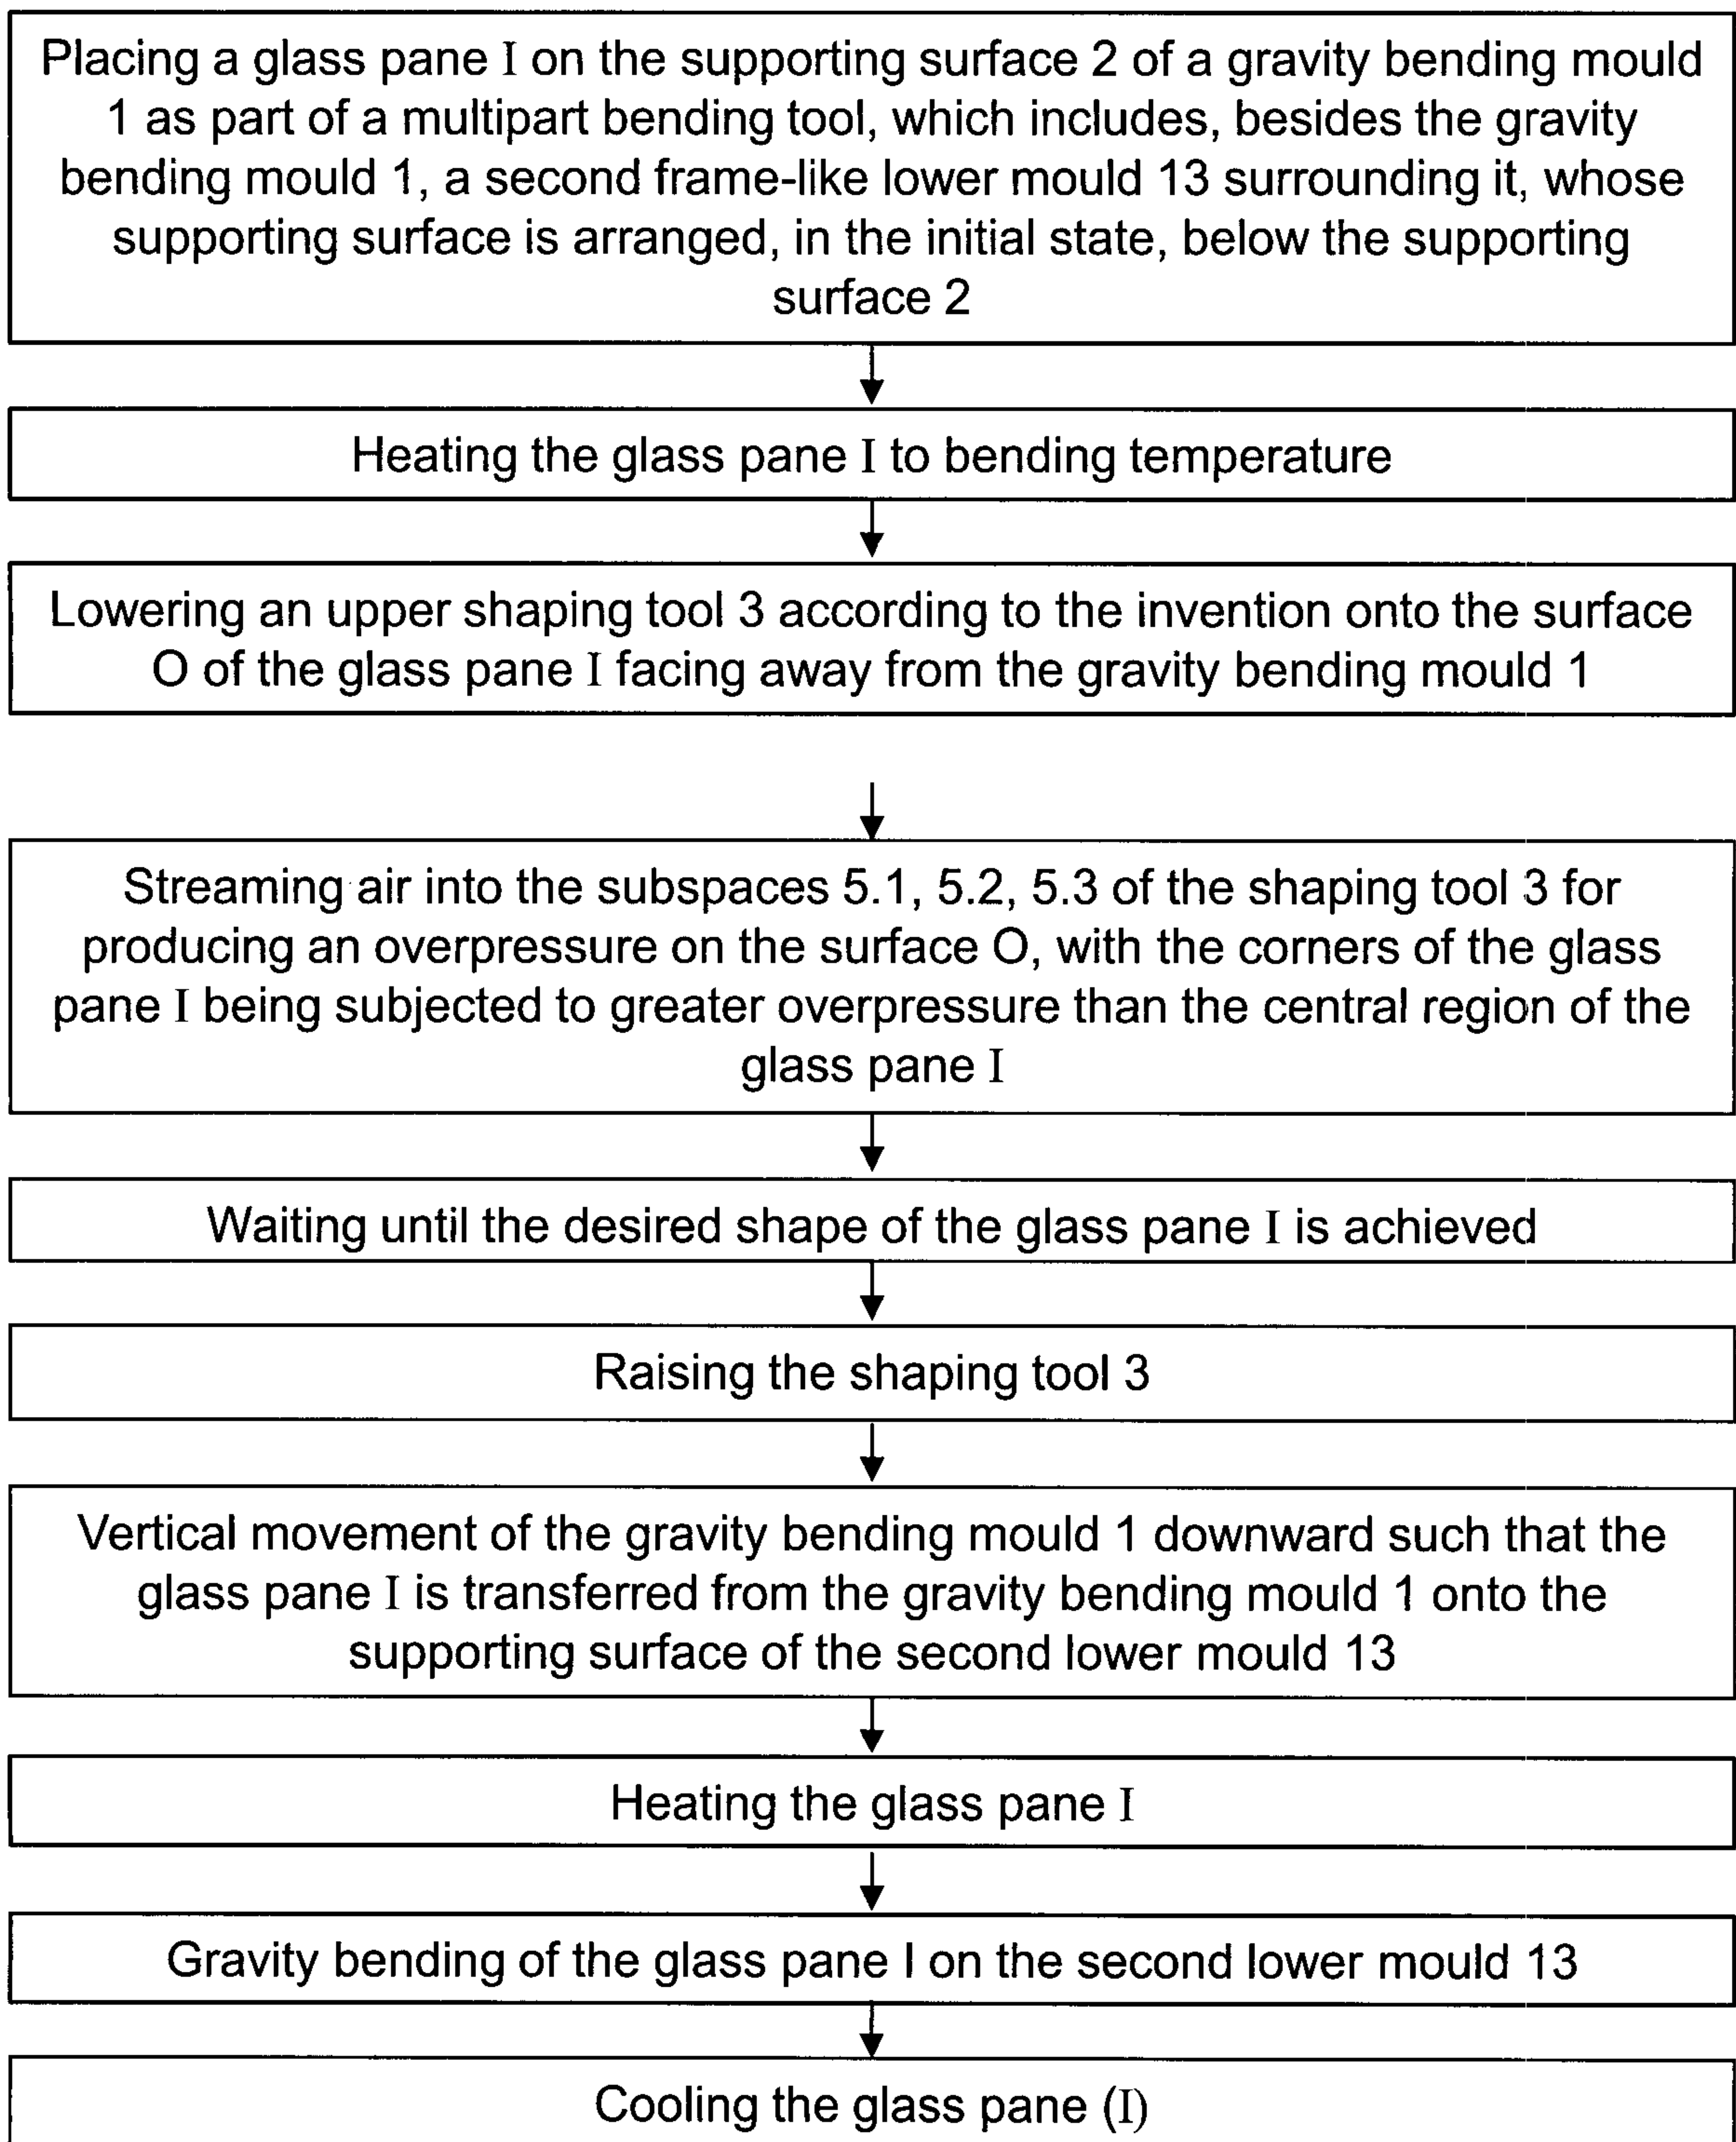 Placing a glass pane I on the supporting surface 2 of a gravity bending mould
1 as part of a multipart bending tool, which includes, besides the gravity
bending mould 1, a second frame-like lower mould 13 surrounding it, whose
supporting surface is arranged, in the initial state, below the supporting
surface 2
Heating the glass pane I to bending temperature
Lowering an upper shaping tool 3 according to the invention onto the surface
O of the glass pane I facing away from the gravity bending mould 1
Streaming air into the subspaces 5.1, 5.2, 5.3 of the shaping tool 3 for
producing an overpressure on the surface O, with the corners of the glass
pane I being subjected to greater overpressure than the central region of the
glass pane I
Waiting until the desired shape of the glass pane I is achieved
Raising the shaping tool 3
Vertical movement of the gravity bending mould 1 downward such that the
glass pane I is transferred from the gravity bending mould 1 onto the
supporting surface of the second lower mould 13
Heating the glass pane I
Gravity bending of the glass pane I on the second lower mould 13
Cooling the glass pane (I)